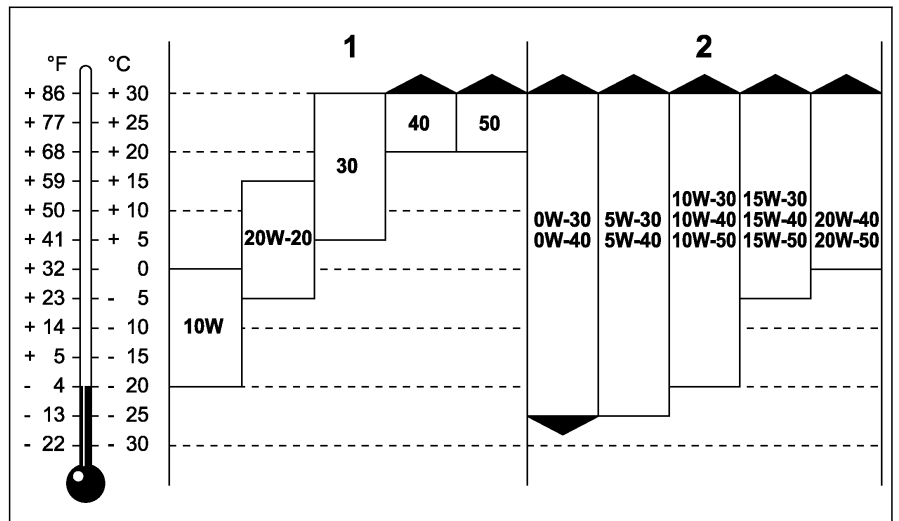 1 2
°F °C
+ 86 + 30
+ 77 + 25
40 50
+ 68 + 20
30
+ 59 + 15
10W-30 15W-30
+ 50 + 10
0W-30 5W-30 10W-40 15W-40 20W-40
20W-20
+ 41 + 5
0W-40 5W-40 10W-50 15W-50 20W-50
+ 32 0
+ 23 - 5
+ 14 - 10
10W
+ 5 - 15
- 4 - 20
- 13 - 25
- 22 - 30